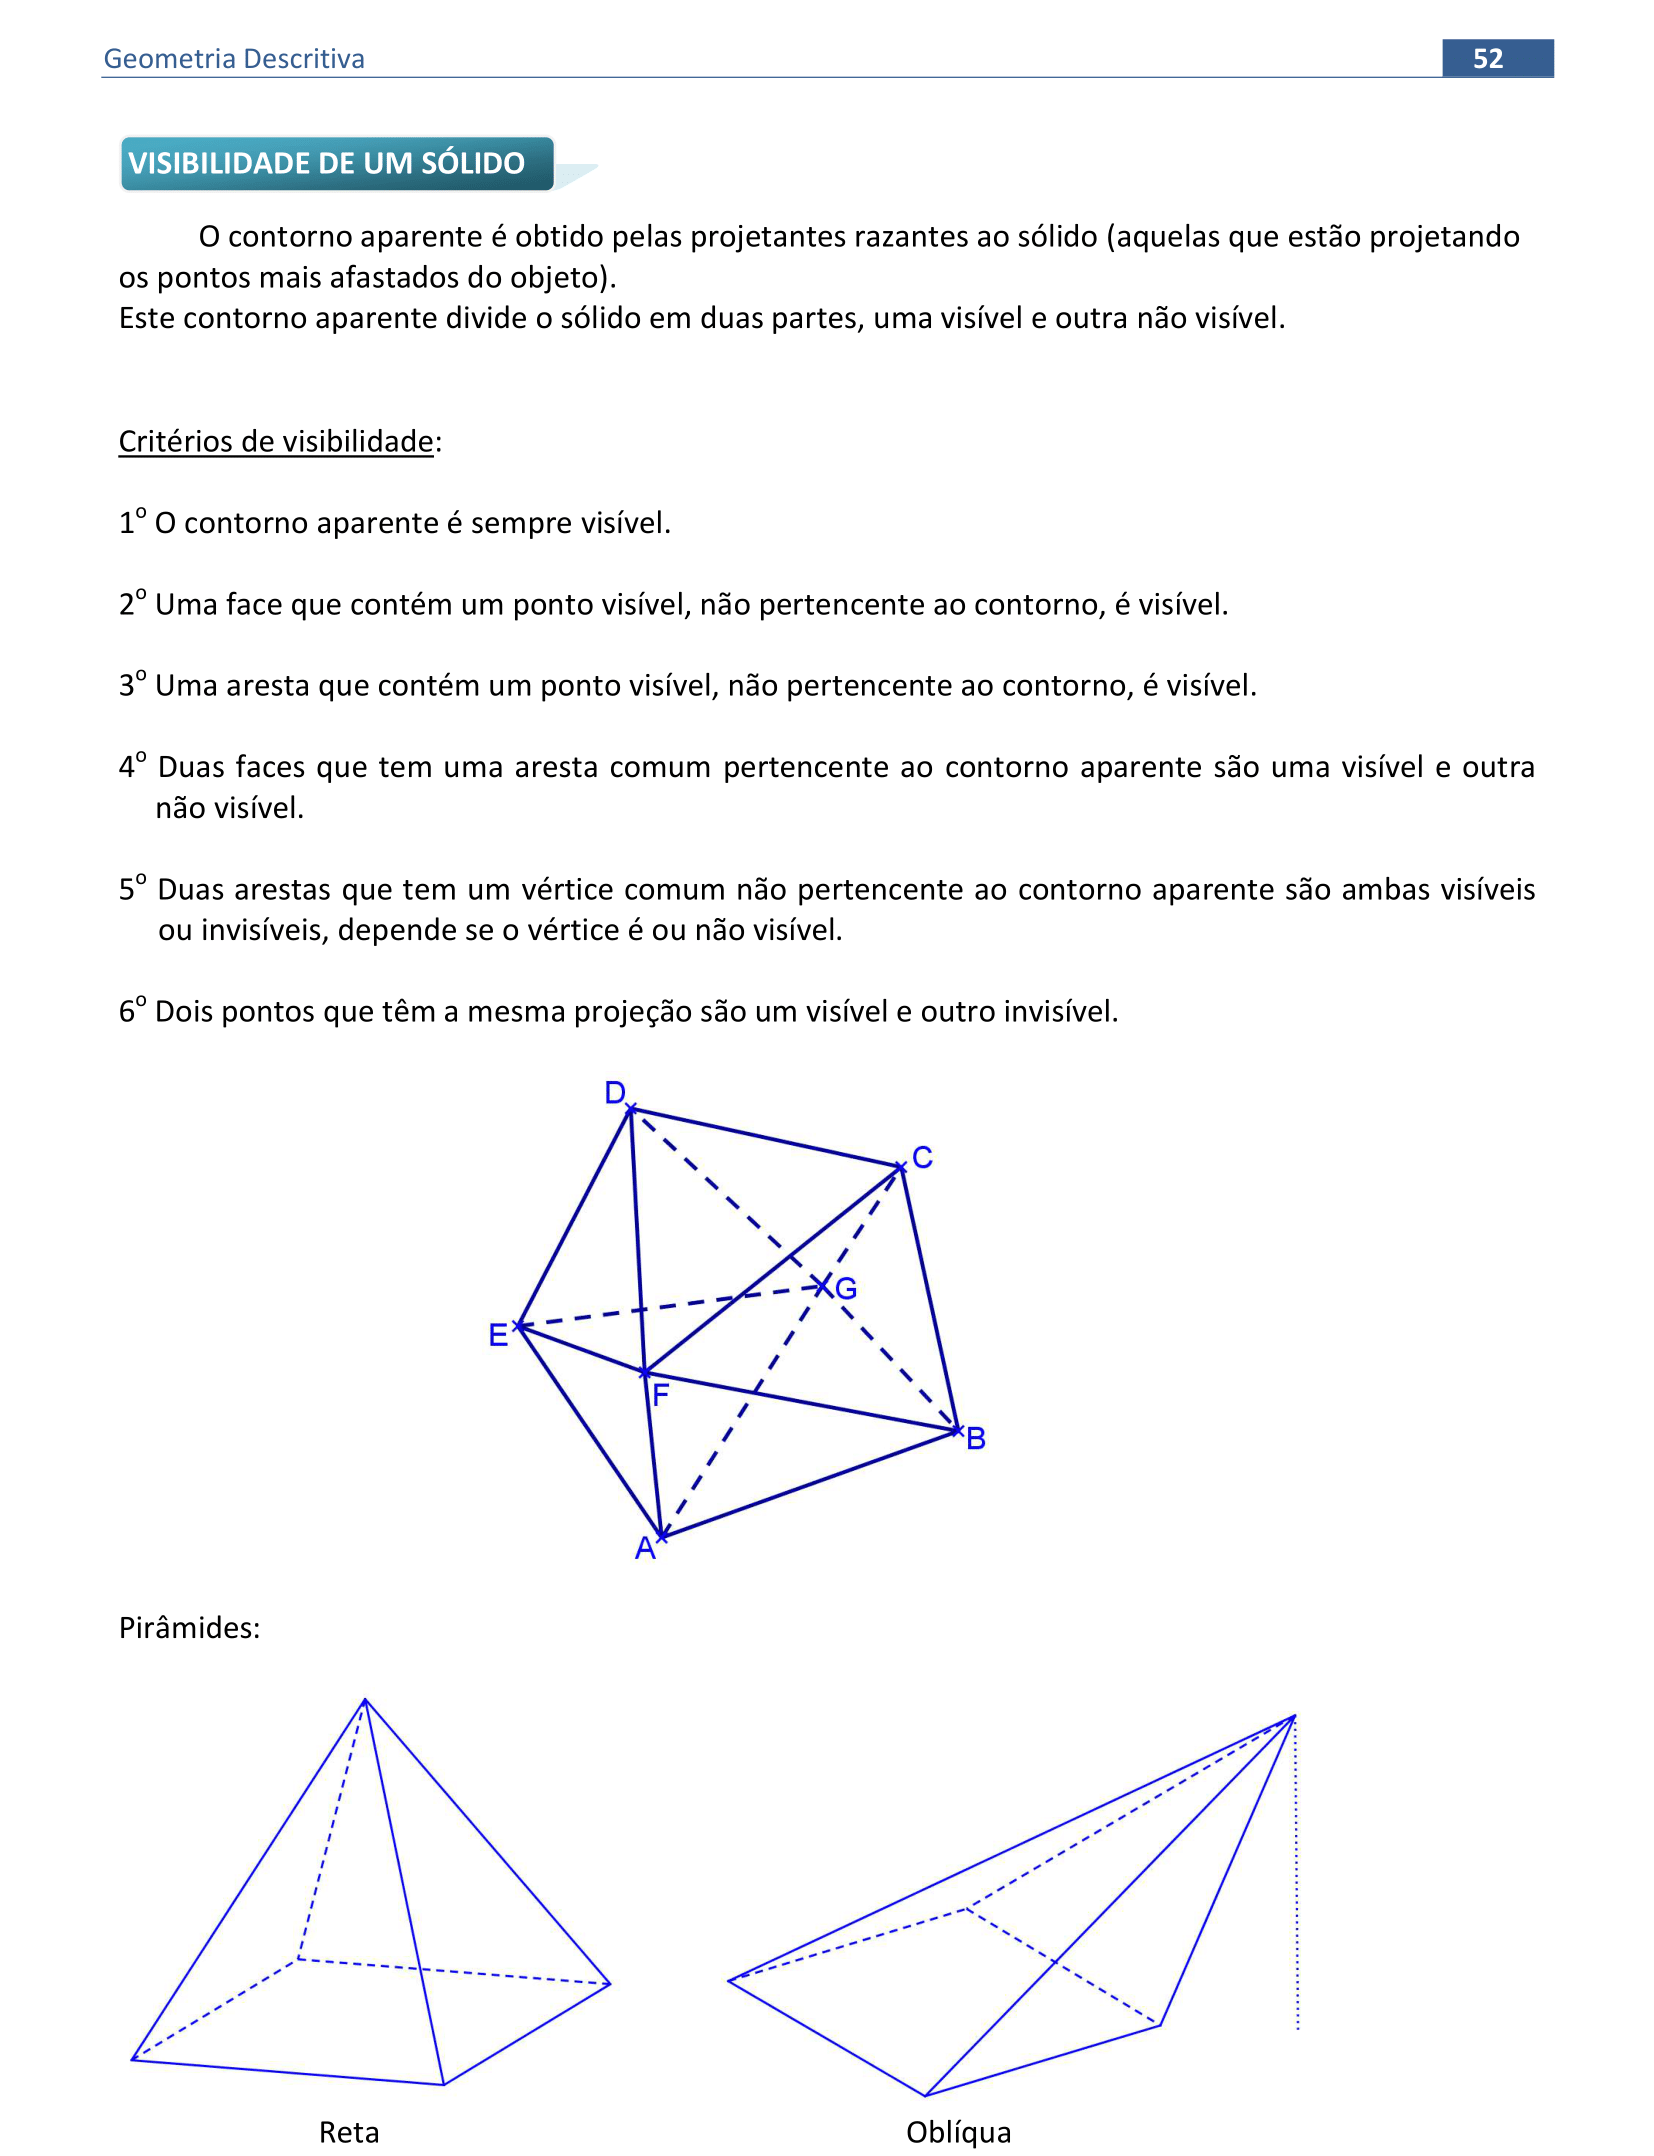 Geometria Descritiva
52
VISIBILIDADE DE UM SÓLIDO
O contorno aparente é obtido pelas projetantes razantes ao sólido (aquelas que estão projetando
os pontos mais afastados do objeto).
Este contorno aparente divide o sólido em duas partes, uma visível e outra não visível.
Critérios de visibilidade:
1º O contorno aparente é sempre visível.
2º Uma face que contém um ponto visível, não pertencente ao contorno, é visível.
3º Uma aresta que contém um ponto visível, não pertencente ao contorno, é visível.
4º Duas faces que tem uma aresta comum pertencente ao contorno aparente são uma visível e outra
não visível.
5º Duas arestas que tem um vértice comum não pertencente ao contorno aparente são ambas visíveis
ou invisíveis, depende se o vértice é ou não visível.
6º Dois pontos que têm a mesma projeção são um visível e outro invisível.
D
C
G
E
F
B
A
Pirâmides:
Reta
Oblíqua